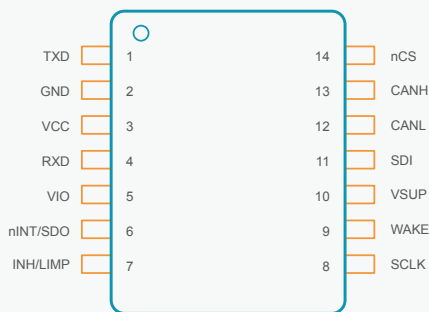 TXD 1 14 nCS
GND 2 13 CANH
VCC 3 12 CANL
RXD 4 11 SDI
VIO 5 10 VSUP
nINT/SDO 6 9 WAKE
INH/LIMP 7 8 SCLK